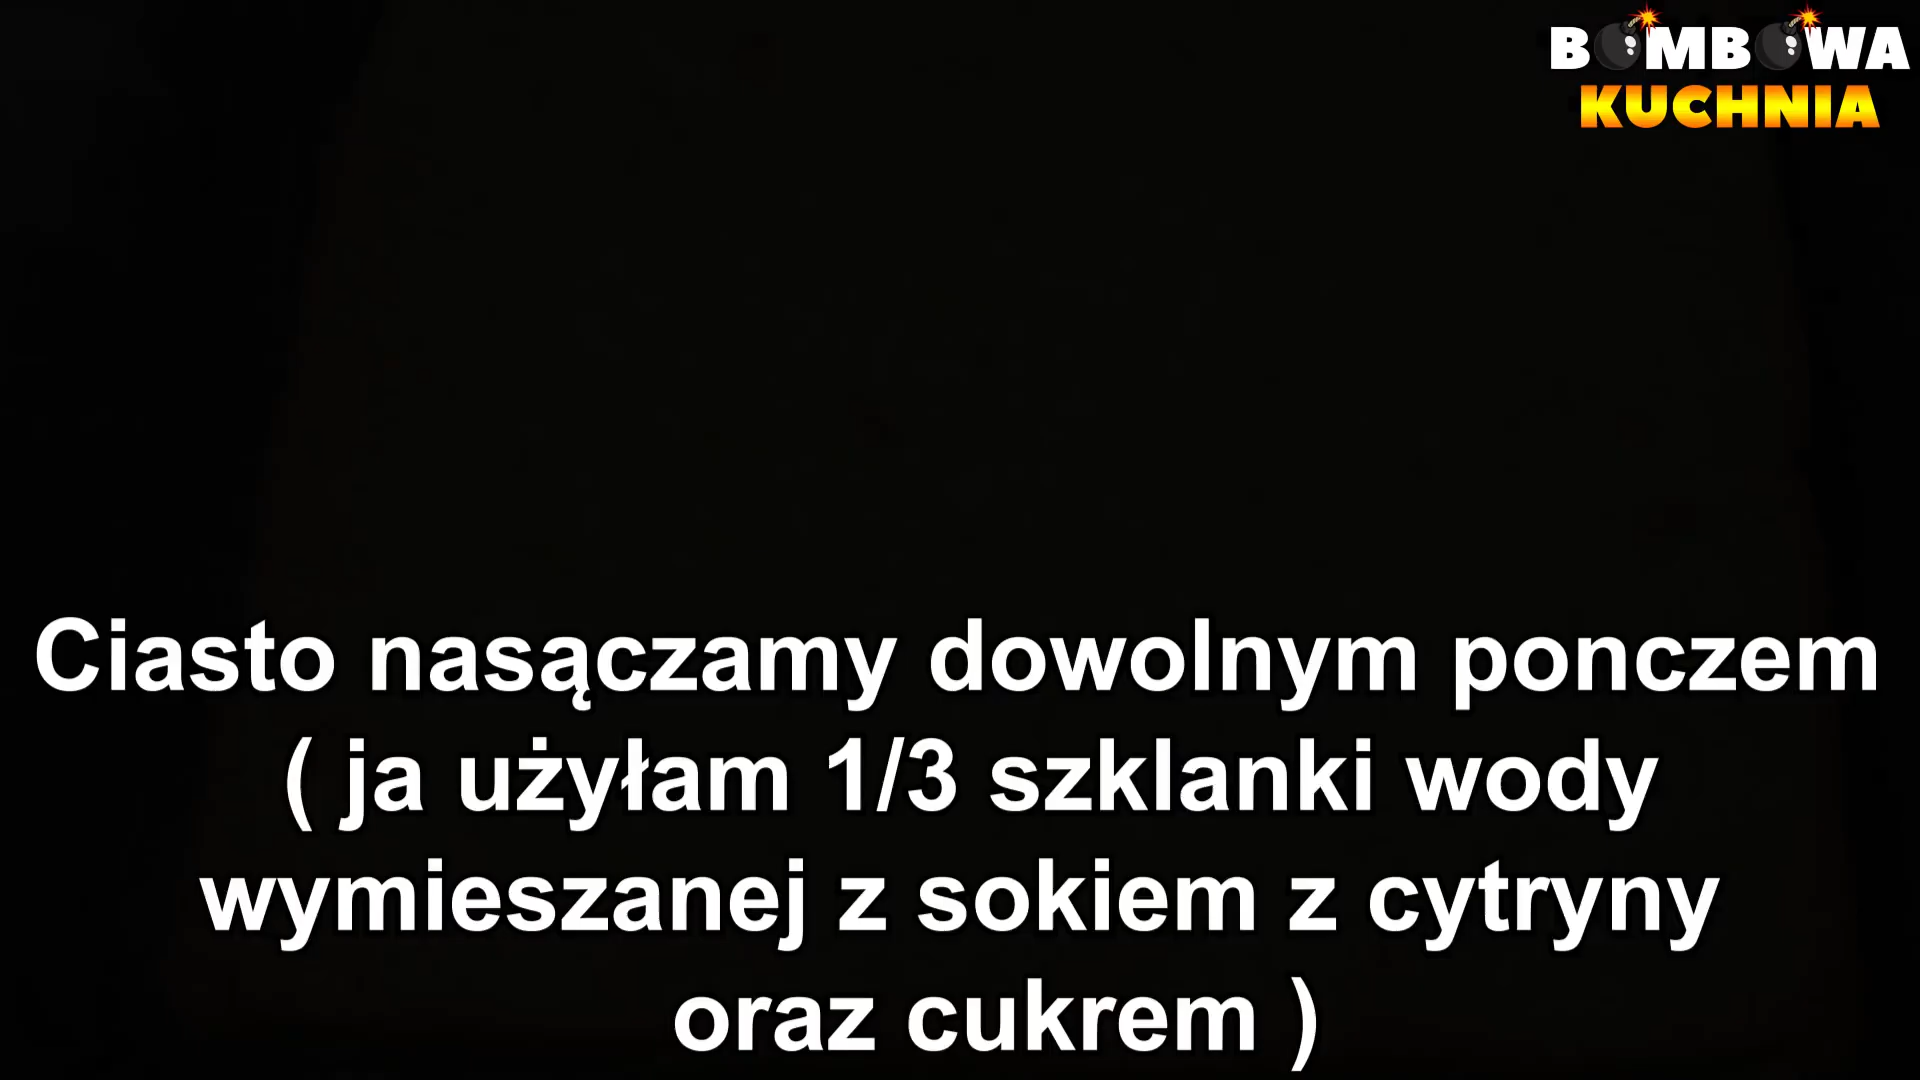 BOMBOWA
KUCHNIA
Ciasto nasączamy dowolnym ponczem
( ja użyłam 1/3 szklanki wody
wymieszanej z sokiem z cytryny
oraz cukrem )